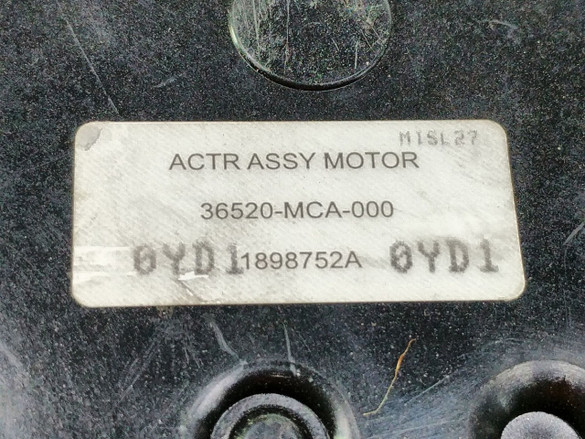 M1SL27
ACTR ASSY MOTOR
36520-MCA-000
0YD1 1898752A 0YD1